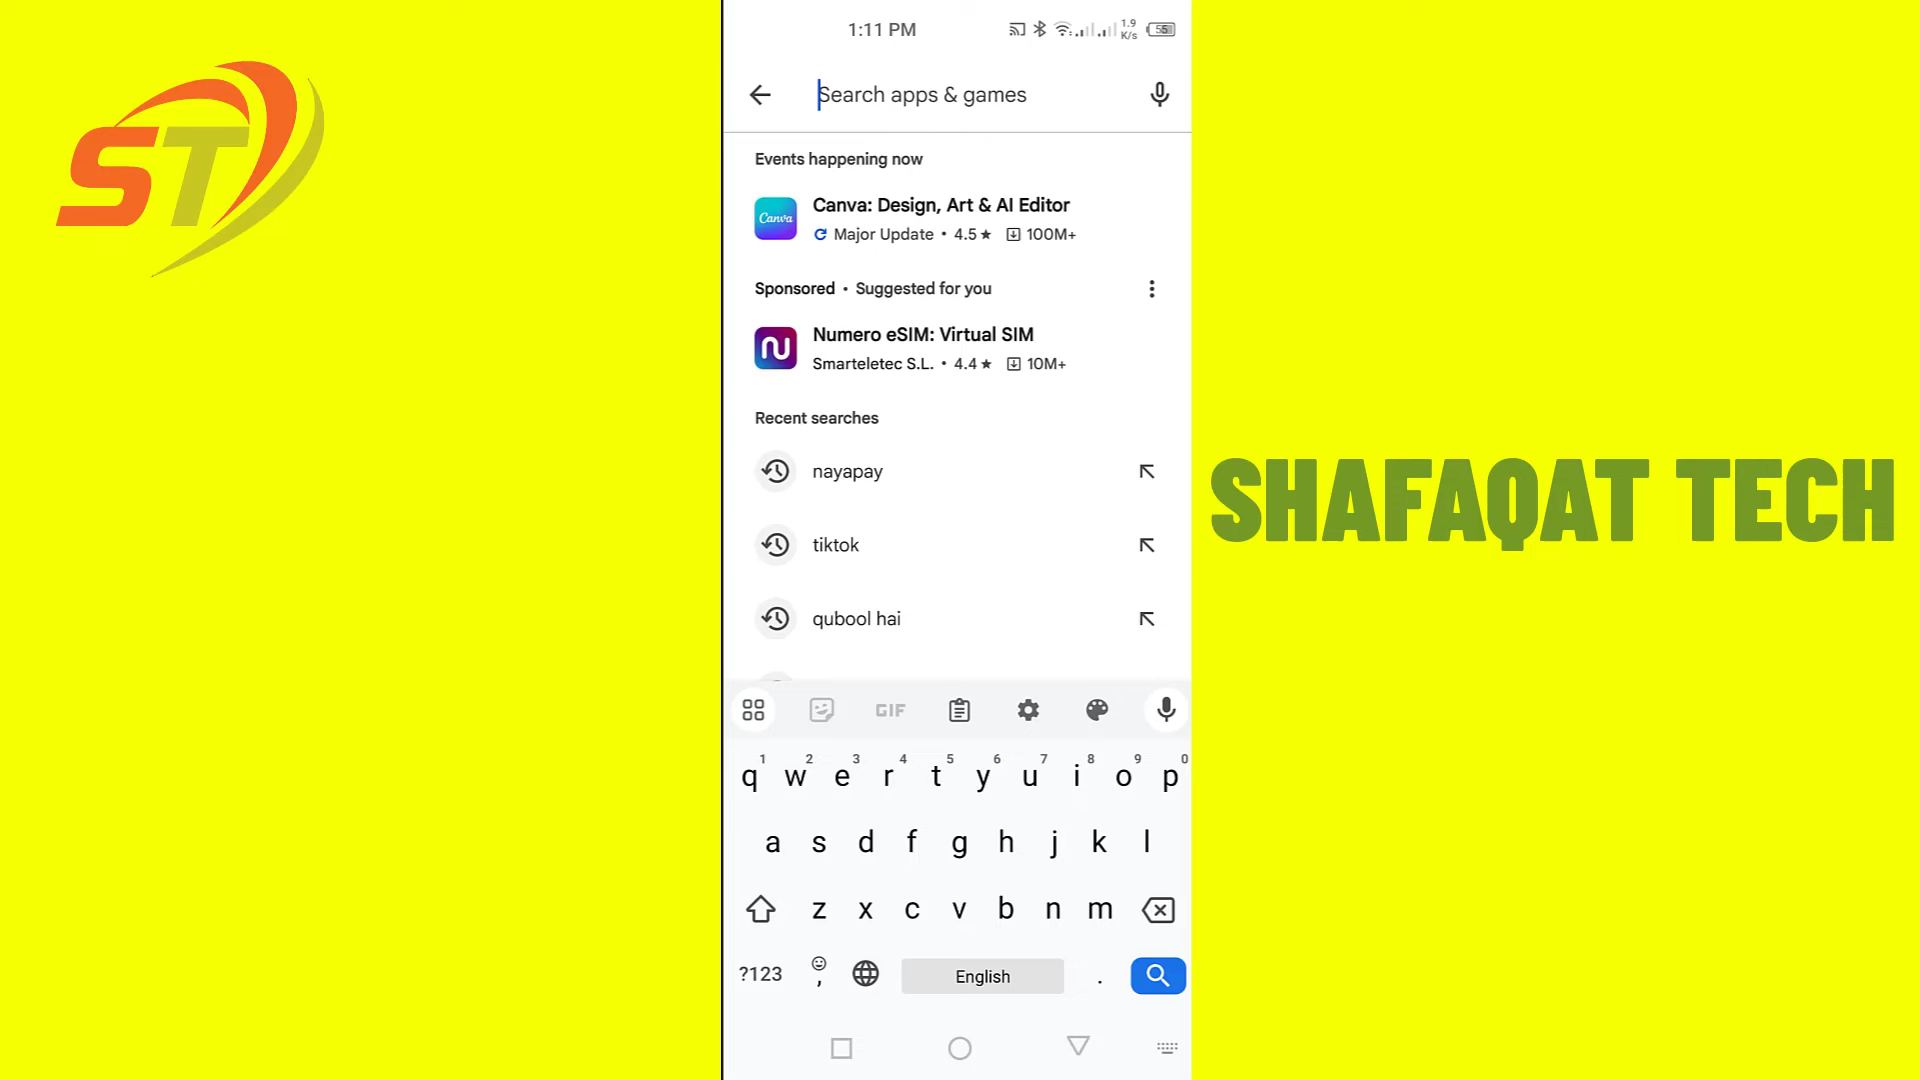 ST
1:11 PM
1.9
K/s
55
Search apps & games
Events happening now
Canva
Canva: Design, Art & AI Editor
Major Update • 4.5★ 100M+
Sponsored • Suggested for you
Numero eSIM: Virtual SIM
Smarteletec S.L. • 4.4★ 10M+
Recent searches
nayapay
tiktok
qubool hai
SHAFAQAT TECH
GIF
1 2 3 4 5 6 7 8 9 0
q w e r t y u i o p
a s d f g h j k l
z x c v b n m
?123 , English .